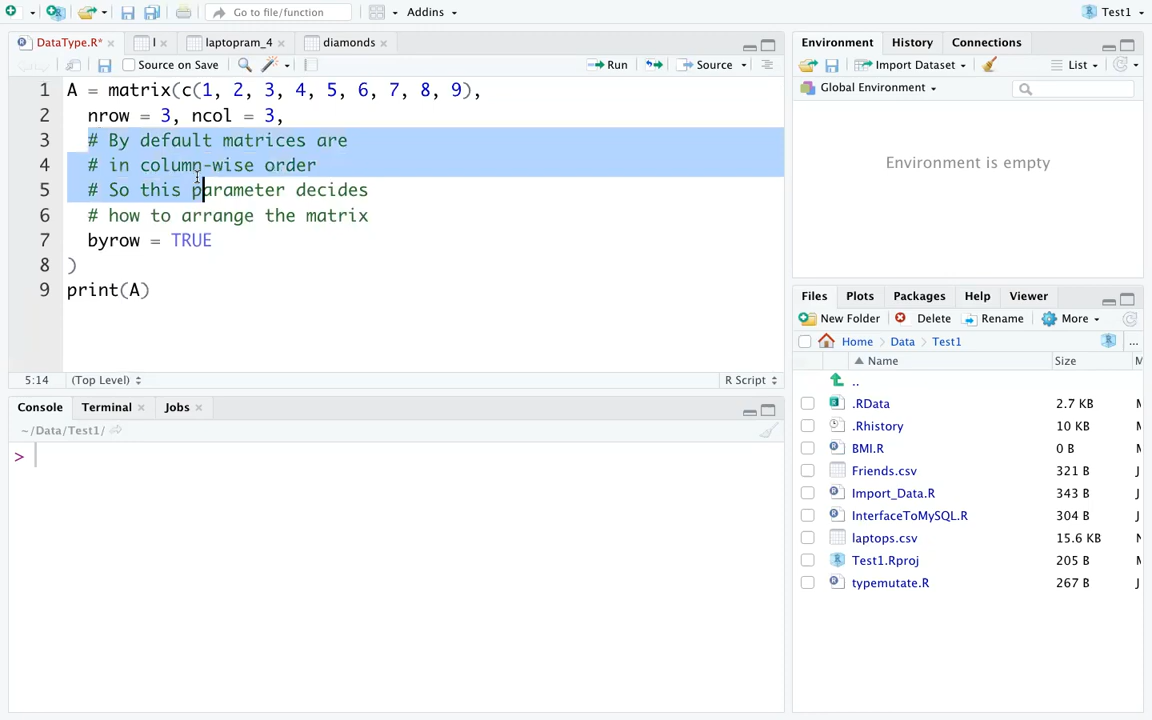 Go to file/function
Addins
Test1
DataType.R*
l
laptopram_4
diamonds
Source on Save
Run
Source
1 A = matrix(c(1, 2, 3, 4, 5, 6, 7, 8, 9),
2 nrow = 3, ncol = 3,
3 # By default matrices are
4 # in column-wise order
5 # So this parameter decides
6 # how to arrange the matrix
7 byrow = TRUE
8 )
9 print(A)
5:14
(Top Level)
R Script
Console
Terminal
Jobs
~/Data/Test1/
>
Environment
History
Connections
Import Dataset
List
Global Environment
Environment is empty
Files
Plots
Packages
Help
Viewer
New Folder
Delete
Rename
More
Home
Data
Test1
...
Name
Size
M
..
.RData 2.7 KB M
.Rhistory 10 KB M
BMI.R 0 B M
Friends.csv 321 B J
Import_Data.R 343 B J
InterfaceToMySQL.R 304 B J
laptops.csv 15.6 KB N
Test1.Rproj 205 B M
typemutate.R 267 B J